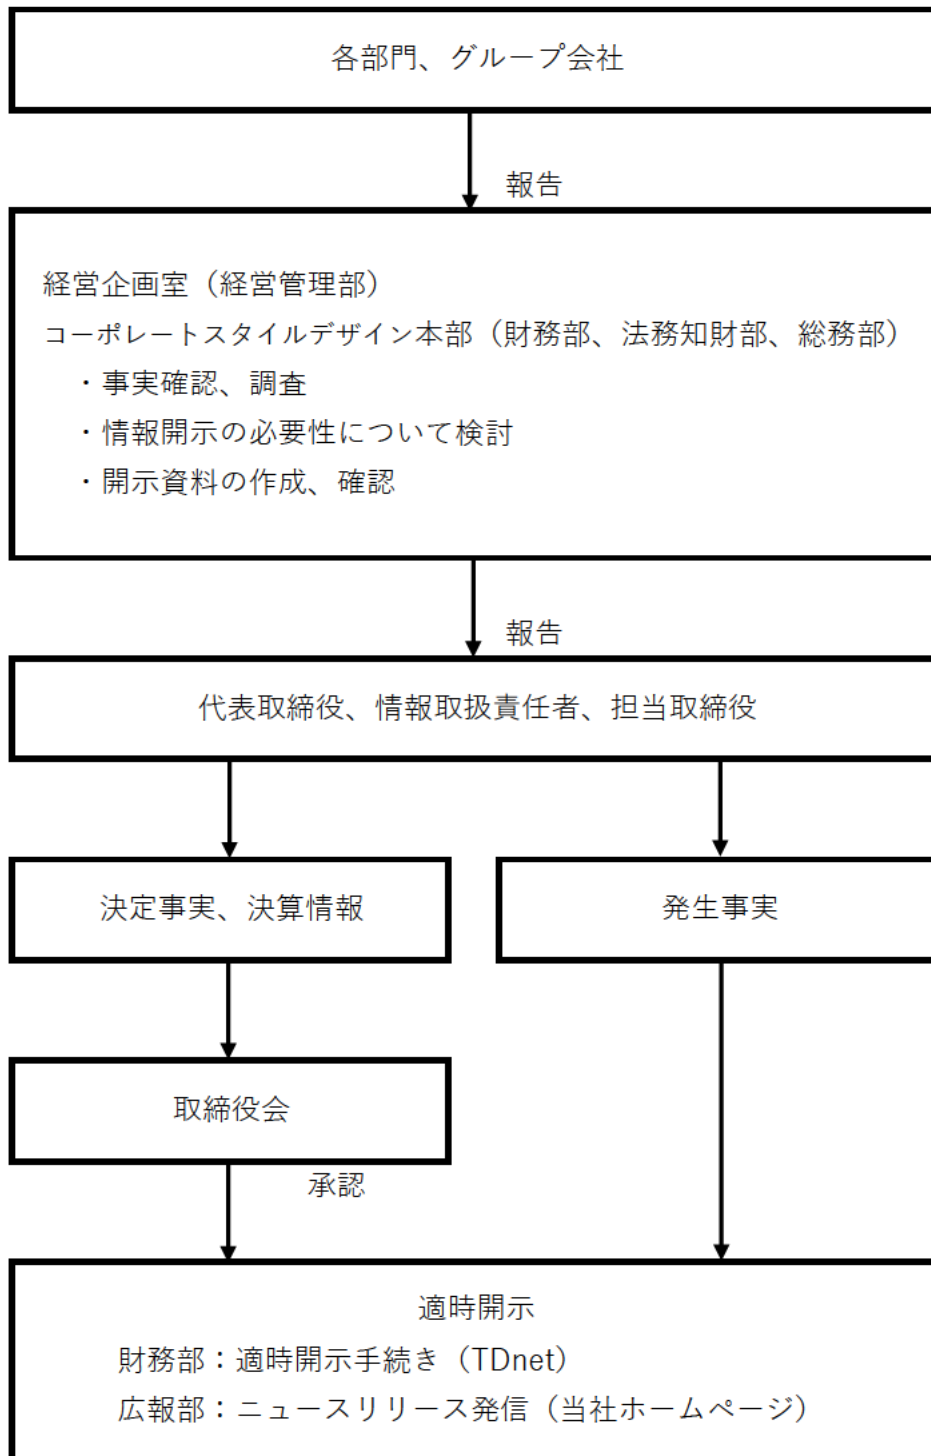 各部門、グループ会社
報告
経営企画室（経営管理部）
コーポレートスタイルデザイン本部（財務部、法務知財部、総務部）
・事実確認、調査
・情報開示の必要性について検討
・開示資料の作成、確認
報告
代表取締役、情報取扱責任者、担当取締役
決定事実、決算情報
発生事実
取締役会
承認
適時開示
財務部：適時開示手続き（TDnet）
広報部：ニュースリリース発信（当社ホームページ）